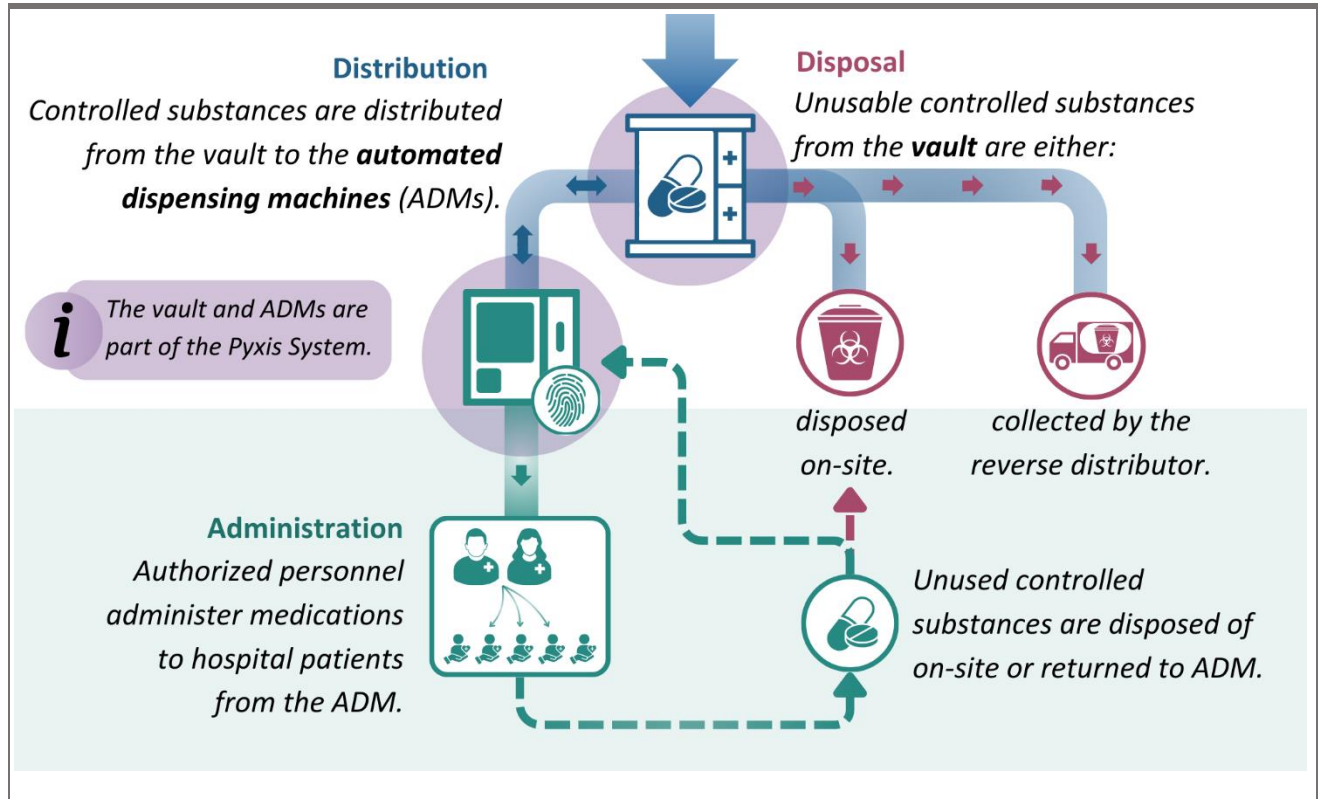 Distribution
Controlled substances are distributed
from the vault to the automated
dispensing machines (ADMs).
Disposal
Unusable controlled substances
from the vault are either:
i
The vault and ADMs are
part of the Pyxis System.
disposed
on-site.
collected by the
reverse distributor.
Administration
Authorized personnel
administer medications
to hospital patients
from the ADM.
Unused controlled
substances are disposed of
on-site or returned to ADM.